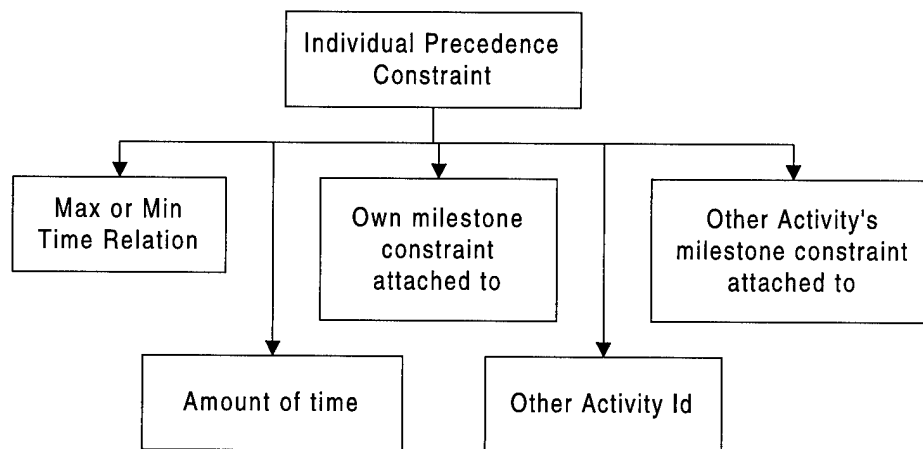 Individual Precedence
Constraint
Max or Min
Time Relation
Own milestone
constraint
attached to
Other Activity's
milestone constraint
attached to
Amount of time
Other Activity Id